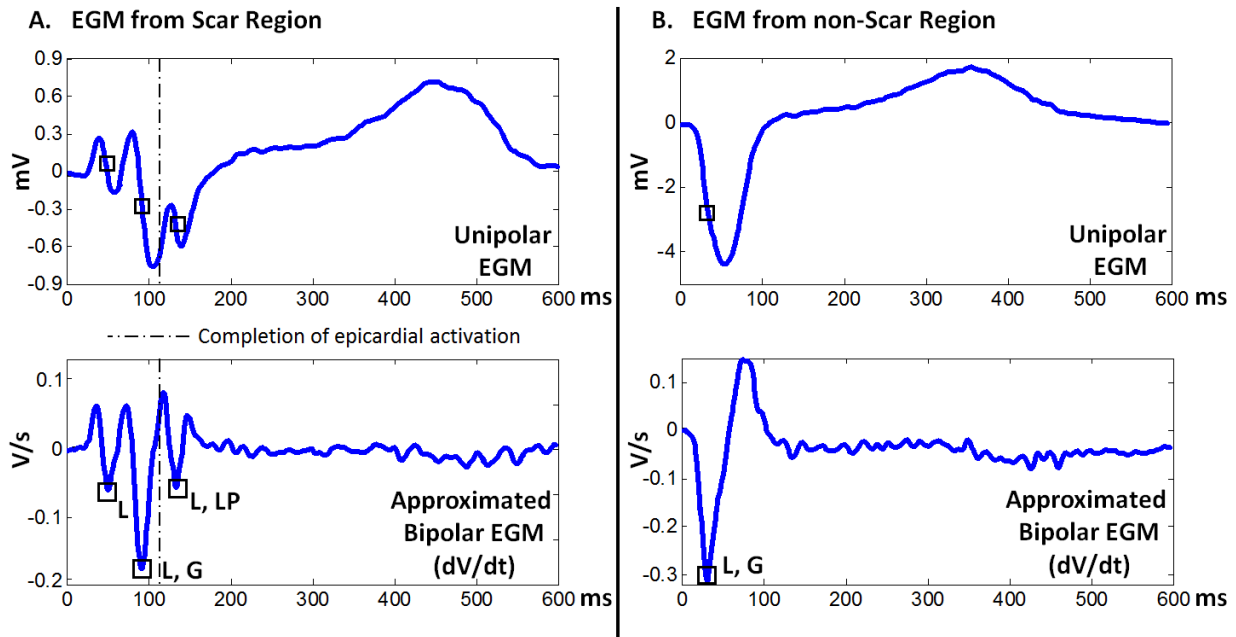 A. EGM from Scar Region
0.9
0.6
0.3
0
-0.3
-0.6
-0.9
mV
Unipolar
EGM
0 100 200 300 400 500 600 ms
Completion of epicardial activation
0.1
0
-0.1
-0.2
V/s
L
L, G
L, LP
Approximated
Bipolar EGM
(dV/dt)
0 100 200 300 400 500 600 ms
B. EGM from non-Scar Region
2
0
-2
-4
mV
Unipolar
EGM
0 100 200 300 400 500 600 ms
0.1
0
-0.1
-0.2
-0.3
V/s
L, G
Approximated
Bipolar EGM
(dV/dt)
0 100 200 300 400 500 600 ms